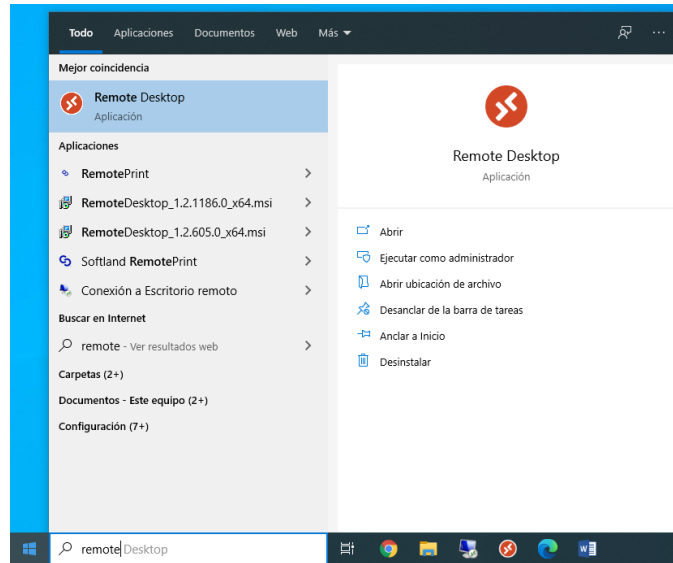 Todo Aplicaciones Documentos Web Más
Mejor coincidencia
Remote Desktop
Aplicación
Aplicaciones
RemotePrint
RemoteDesktop_1.2.1186.0_x64.msi
RemoteDesktop_1.2.605.0_x64.msi
Softland RemotePrint
Conexión a Escritorio remoto
Buscar en Internet
remote - Ver resultados web
Carpetas (2+)
Documentos - Este equipo (2+)
Configuración (7+)
Remote Desktop
Aplicación
Abrir
Ejecutar como administrador
Abrir ubicación de archivo
Desanclar de la barra de tareas
Anclar a Inicio
Desinstalar
remote Desktop